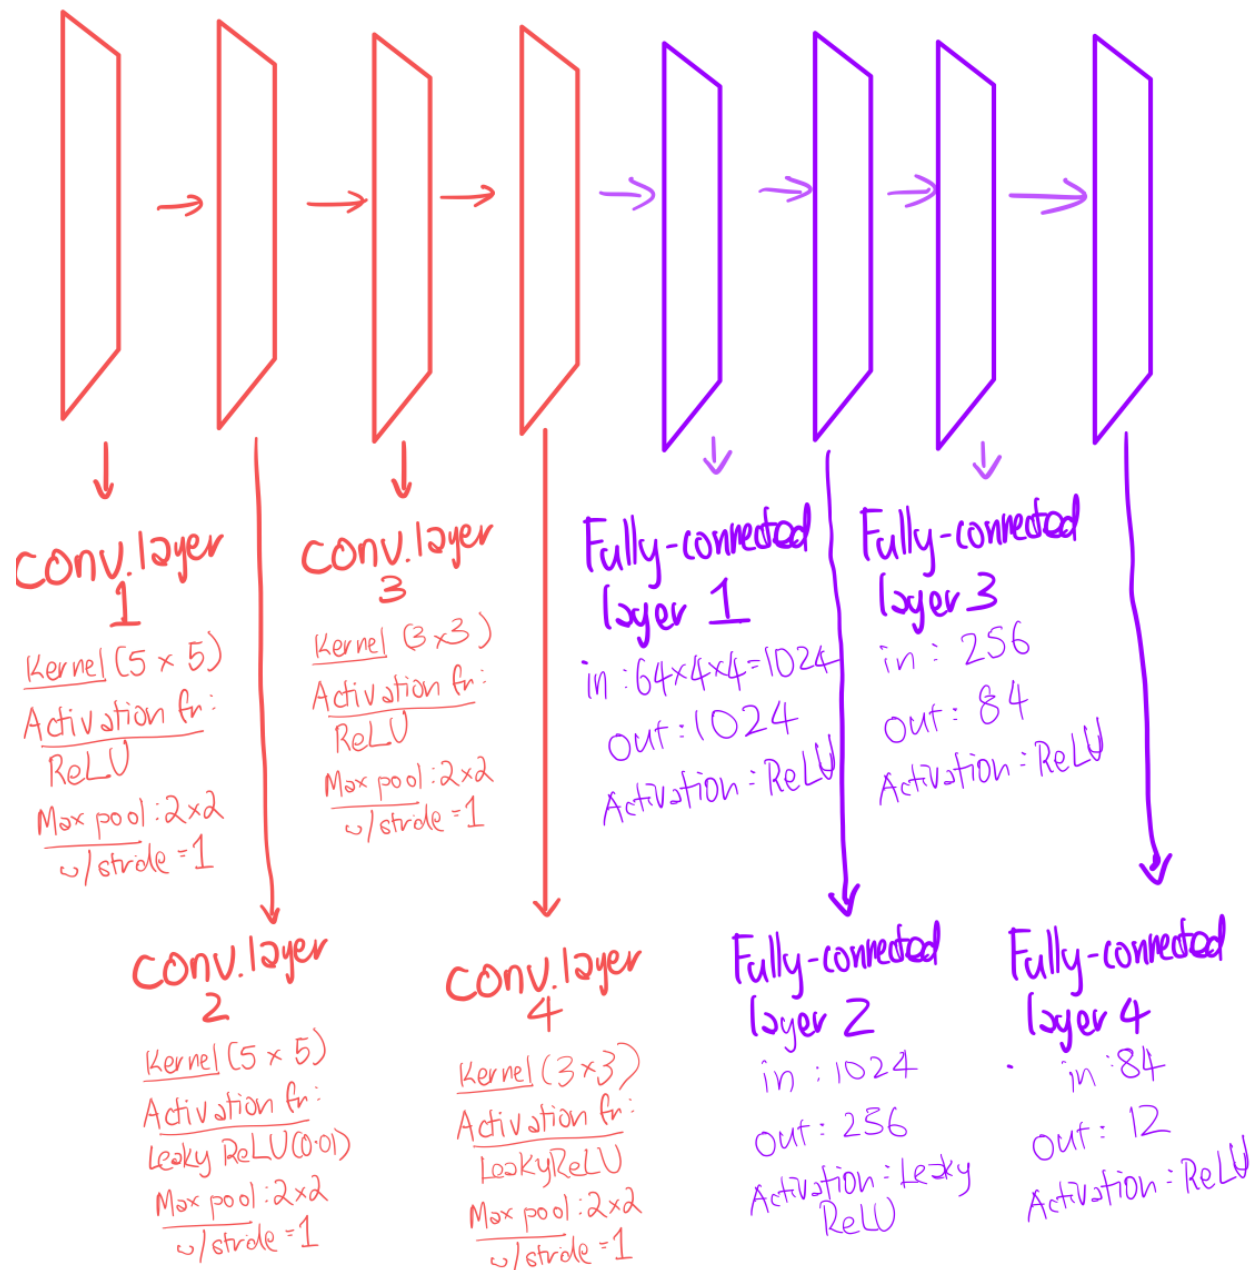 Conv. layer
1
Kernel (5 × 5)
Activation fn:
ReLU
Max pool: 2×2
w/stride = 1
Conv. layer
2
Kernel (5 × 5)
Activation fn:
Leaky ReLU(0.01)
Max pool: 2×2
w/stride = 1
Conv. layer
3
Kernel (3×3)
Activation fn:
ReLU
Max pool: 2×2
w/stride = 1
Conv. layer
4
Kernel (3×3)
Activation fn:
LeakyReLU
Max pool: 2×2
w/stride = 1
Fully-connected
layer 1
in: 64×4×4=1024
out: 1024
Activation: ReLU
Fully-connected
layer 2
in: 1024
out: 256
Activation: Leaky
ReLU
Fully-connected
layer 3
in: 256
out: 84
Activation: ReLU
Fully-connected
layer 4
in: 84
out: 12
Activation: ReLU